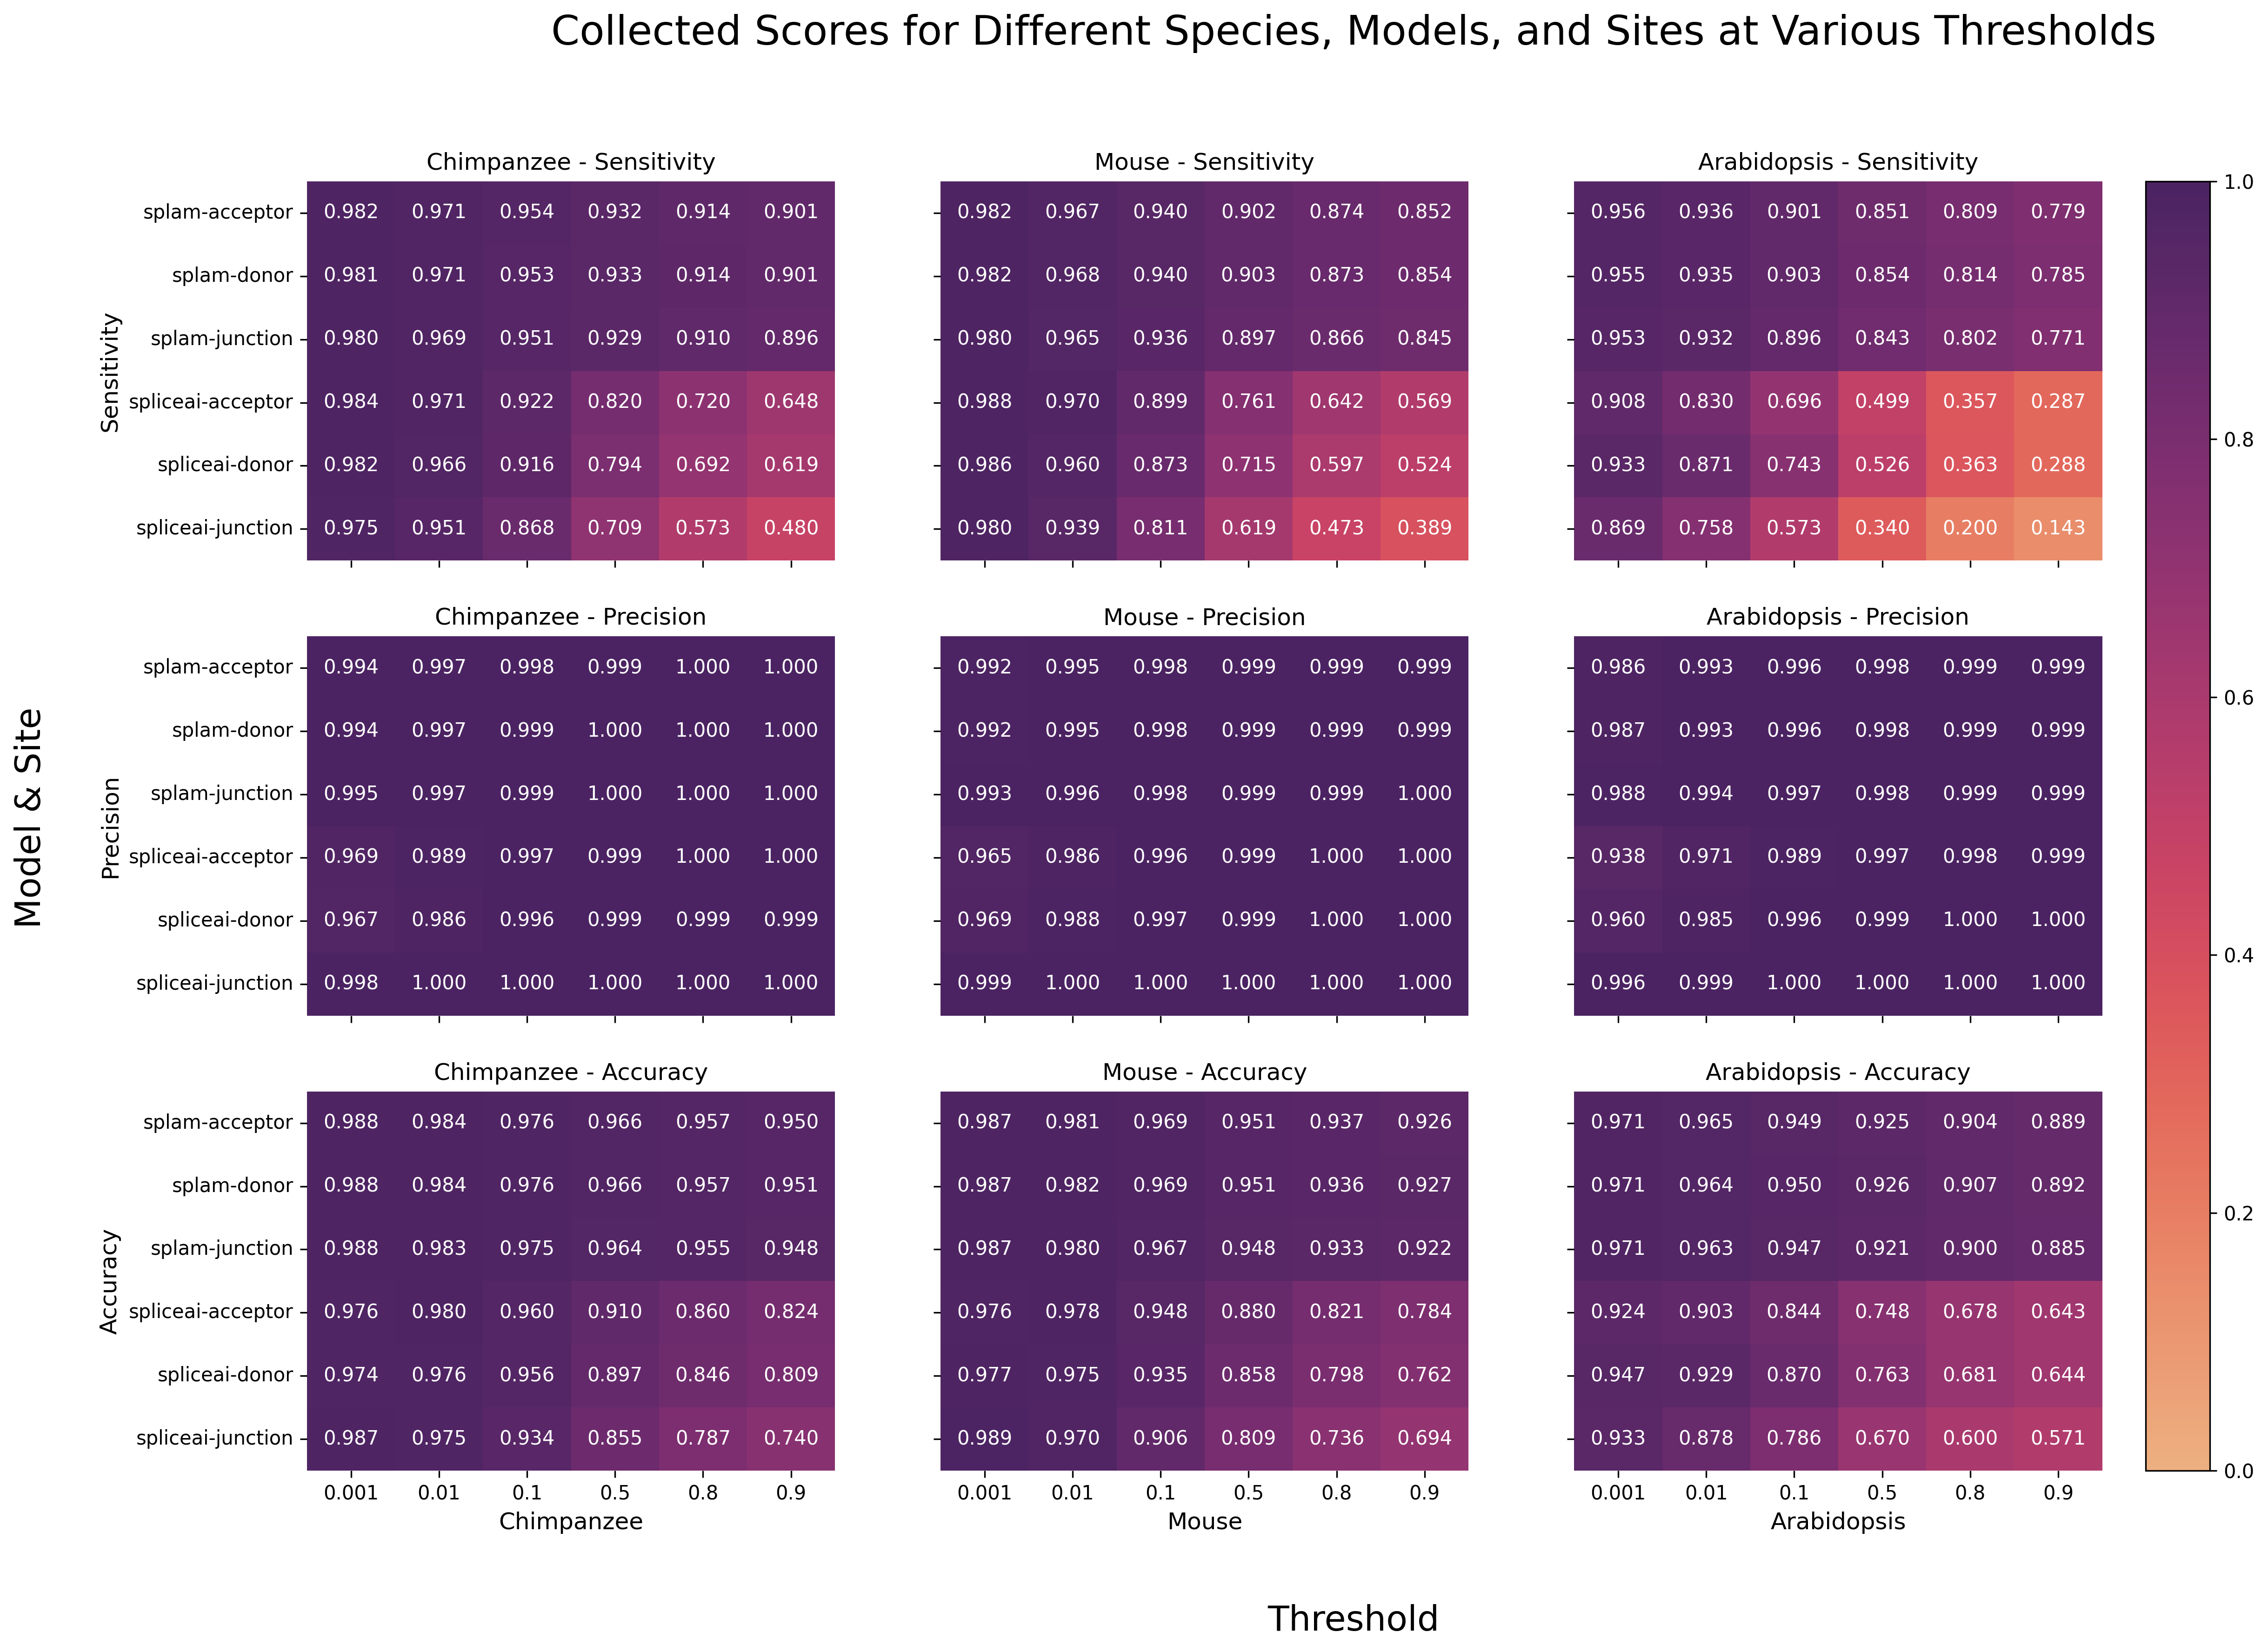 Collected Scores for Different Species, Models, and Sites at Various Thresholds
Chimpanzee - Sensitivity
Mouse - Sensitivity
Arabidopsis - Sensitivity
Model & Site
Sensitivity
splam-acceptor 0.982 0.971 0.954 0.932 0.914 0.901 0.982 0.967 0.940 0.902 0.874 0.852 0.956 0.936 0.901 0.851 0.809 0.779
splam-donor 0.981 0.971 0.953 0.933 0.914 0.901 0.982 0.968 0.940 0.903 0.873 0.854 0.955 0.935 0.903 0.854 0.814 0.785
splam-junction 0.980 0.969 0.951 0.929 0.910 0.896 0.980 0.965 0.936 0.897 0.866 0.845 0.953 0.932 0.896 0.843 0.802 0.771
spliceai-acceptor 0.984 0.971 0.922 0.820 0.720 0.648 0.988 0.970 0.899 0.761 0.642 0.569 0.908 0.830 0.696 0.499 0.357 0.287
spliceai-donor 0.982 0.966 0.916 0.794 0.692 0.619 0.986 0.960 0.873 0.715 0.597 0.524 0.933 0.871 0.743 0.526 0.363 0.288
spliceai-junction 0.975 0.951 0.868 0.709 0.573 0.480 0.980 0.939 0.811 0.619 0.473 0.389 0.869 0.758 0.573 0.340 0.200 0.143
Chimpanzee - Precision
Mouse - Precision
Arabidopsis - Precision
Precision
splam-acceptor 0.994 0.997 0.998 0.999 1.000 1.000 0.992 0.995 0.998 0.999 0.999 0.999 0.986 0.993 0.996 0.998 0.999 0.999
splam-donor 0.994 0.997 0.999 1.000 1.000 1.000 0.992 0.995 0.998 0.999 0.999 0.999 0.987 0.993 0.996 0.998 0.999 0.999
splam-junction 0.995 0.997 0.999 1.000 1.000 1.000 0.993 0.996 0.998 0.999 0.999 1.000 0.988 0.994 0.997 0.998 0.999 0.999
spliceai-acceptor 0.969 0.989 0.997 0.999 1.000 1.000 0.965 0.986 0.996 0.999 1.000 1.000 0.938 0.971 0.989 0.997 0.998 0.999
spliceai-donor 0.967 0.986 0.996 0.999 0.999 0.999 0.969 0.988 0.997 0.999 1.000 1.000 0.960 0.985 0.996 0.999 1.000 1.000
spliceai-junction 0.998 1.000 1.000 1.000 1.000 1.000 0.999 1.000 1.000 1.000 1.000 1.000 0.996 0.999 1.000 1.000 1.000 1.000
Chimpanzee - Accuracy
Mouse - Accuracy
Arabidopsis - Accuracy
Accuracy
splam-acceptor 0.988 0.984 0.976 0.966 0.957 0.950 0.987 0.981 0.969 0.951 0.937 0.926 0.971 0.965 0.949 0.925 0.904 0.889
splam-donor 0.988 0.984 0.976 0.966 0.957 0.951 0.987 0.982 0.969 0.951 0.936 0.927 0.971 0.964 0.950 0.926 0.907 0.892
splam-junction 0.988 0.983 0.975 0.964 0.955 0.948 0.987 0.980 0.967 0.948 0.933 0.922 0.971 0.963 0.947 0.921 0.900 0.885
spliceai-acceptor 0.976 0.980 0.960 0.910 0.860 0.824 0.976 0.978 0.948 0.880 0.821 0.784 0.924 0.903 0.844 0.748 0.678 0.643
spliceai-donor 0.974 0.976 0.956 0.897 0.846 0.809 0.977 0.975 0.935 0.858 0.798 0.762 0.947 0.929 0.870 0.763 0.681 0.644
spliceai-junction 0.987 0.975 0.934 0.855 0.787 0.740 0.989 0.970 0.906 0.809 0.736 0.694 0.933 0.878 0.786 0.670 0.600 0.571
0.001 0.01 0.1 0.5 0.8 0.9 0.001 0.01 0.1 0.5 0.8 0.9 0.001 0.01 0.1 0.5 0.8 0.9
Chimpanzee
Mouse
Arabidopsis
Threshold
1.0
0.8
0.6
0.4
0.2
0.0